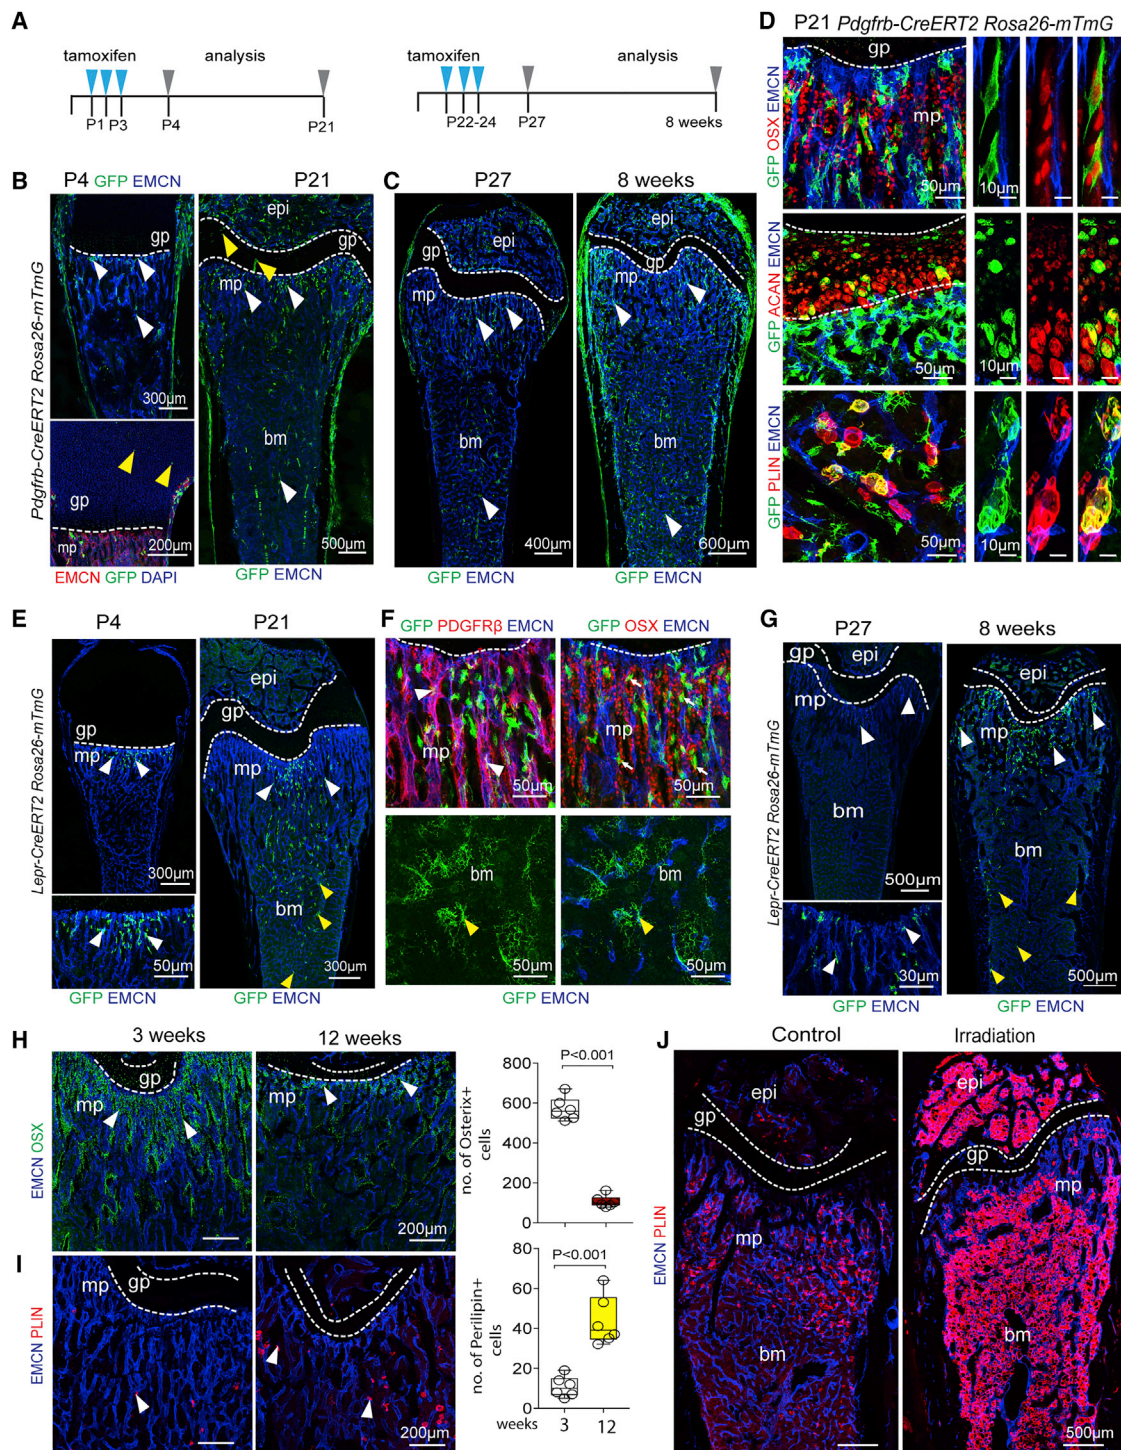 A
tamoxifen
analysis
P1
P3
P4
P21
tamoxifen
analysis
P22-24
P27
8 weeks
B
P4 GFP EMCN
P21
Pdgfrb-CreERT2 Rosa26-mTmG
gp
mp
300µm
gp
mp
200µm
EMCN GFP DAPI
epi
gp
mp
bm
500µm
GFP EMCN
C
P27
8 weeks
epi
gp
mp
bm
400µm
GFP EMCN
epi
gp
mp
bm
600µm
GFP EMCN
D
P21 Pdgfrb-CreERT2 Rosa26-mTmG
GFP OSX EMCN
gp
mp
50µm
10µm
GFP ACAN EMCN
50µm
10µm
GFP PLIN EMCN
50µm
10µm
E
P4
P21
Lepr-CreERT2 Rosa26-mTmG
gp
mp
300µm
50µm
GFP EMCN
epi
gp
mp
bm
300µm
GFP EMCN
F
GFP PDGFRβ EMCN
GFP OSX EMCN
mp
50µm
mp
50µm
bm
50µm
bm
50µm
GFP EMCN
G
P27
8 weeks
Lepr-CreERT2 Rosa26-mTmG
gp
epi
mp
bm
500µm
30µm
GFP EMCN
epi
gp
mp
bm
500µm
GFP EMCN
H
3 weeks
12 weeks
EMCN OSX
gp
mp
gp
mp
200µm
no. of Osterix+
cells
800
600
400
200
0
P<0.001
I
EMCN PLIN
mp
gp
200µm
no. of Perilipin+
cells
80
60
40
20
0
P<0.001
weeks
3
12
J
Control
Irradiation
EMCN PLIN
epi
gp
mp
bm
epi
gp
mp
bm
500µm